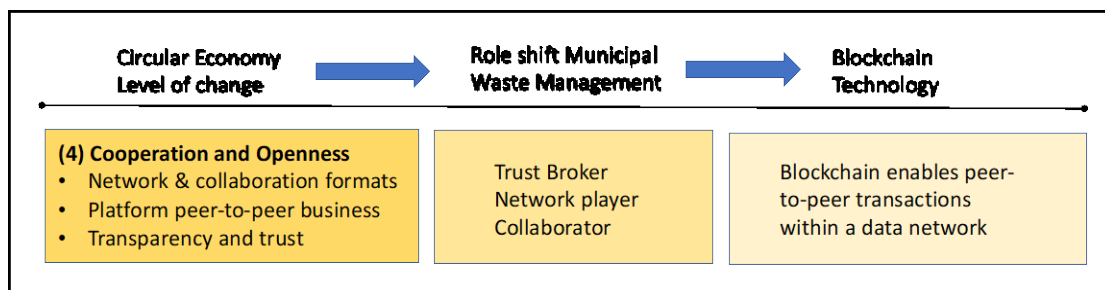 Circular Economy
Level of change
Role shift Municipal
Waste Management
Blockchain
Technology
(4) Cooperation and Openness
• Network & collaboration formats
• Platform peer-to-peer business
• Transparency and trust
Trust Broker
Network player
Collaborator
Blockchain enables peer-
to-peer transactions
within a data network